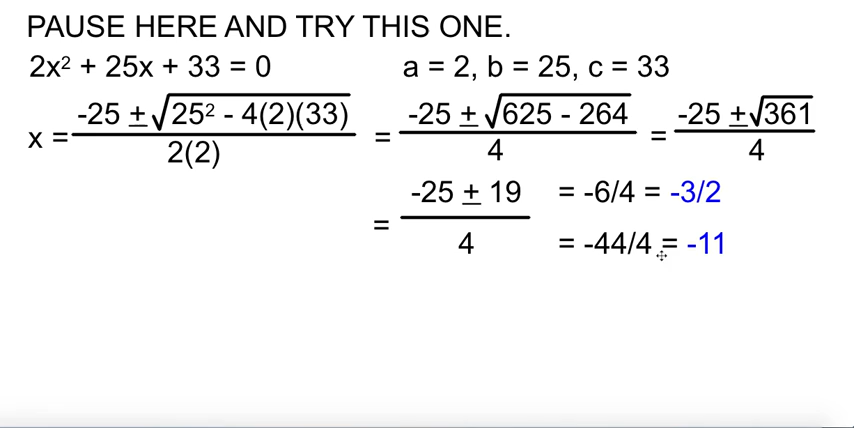 PAUSE HERE AND TRY THIS ONE.
2x² + 25x + 33 = 0 a = 2, b = 25, c = 33
x = (-25 ± √(25² - 4(2)(33)))/(2(2)) = (-25 ± √(625 - 264))/4 = (-25 ±√361)/4
= (-25 ± 19)/4 = -6/4 = -3/2
= -44/4 = -11